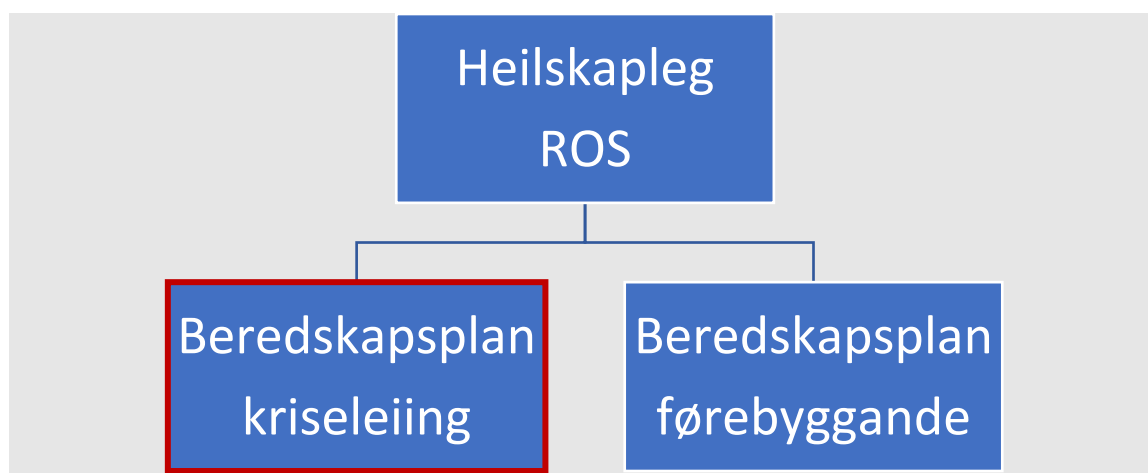 Heilskapleg
ROS
Beredskapsplan
kriseleiing
Beredskapsplan
førebyggande